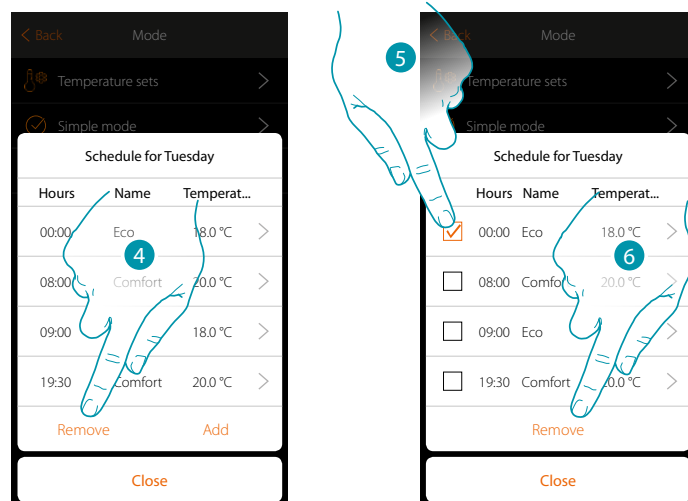 < Back Mode
Temperature sets
Simple mode
Schedule for Tuesday
Hours Name Temperat...
00:00 Eco 18.0 °C
08:00 Comfort 20.0 °C
09:00 18.0 °C
19:30 Comfort 20.0 °C
Remove Add
Close
4
5
< Back Mode
Temperature sets
Simple mode
Schedule for Tuesday
Hours Name Temperat...
00:00 Eco 18.0 °C
08:00 Comfort 20.0 °C
09:00 Eco
19:30 Comfort 20.0 °C
Remove
Close
6